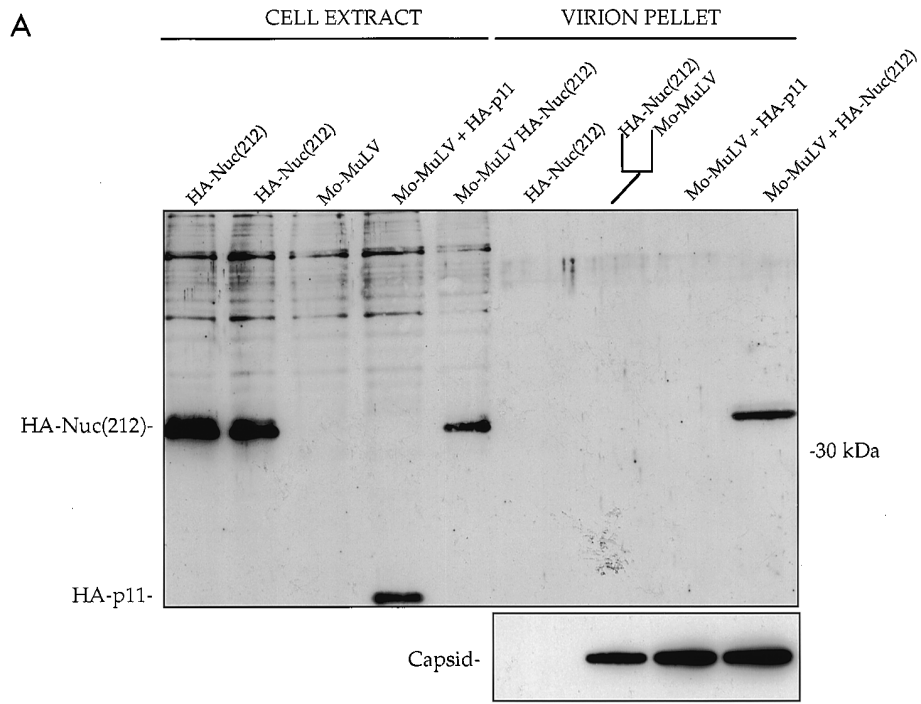 A
CELL EXTRACT
VIRION PELLET
HA-Nuc(212)
HA-Nuc(212)
Mo-MuLV
Mo-MuLV + HA-p11
Mo-MuLV HA-Nuc(212)
HA-Nuc(212)
HA-Nuc(212)
Mo-MuLV
Mo-MuLV + HA-p11
Mo-MuLV + HA-Nuc(212)
HA-Nuc(212)-
-30 kDa
HA-p11-
Capsid-